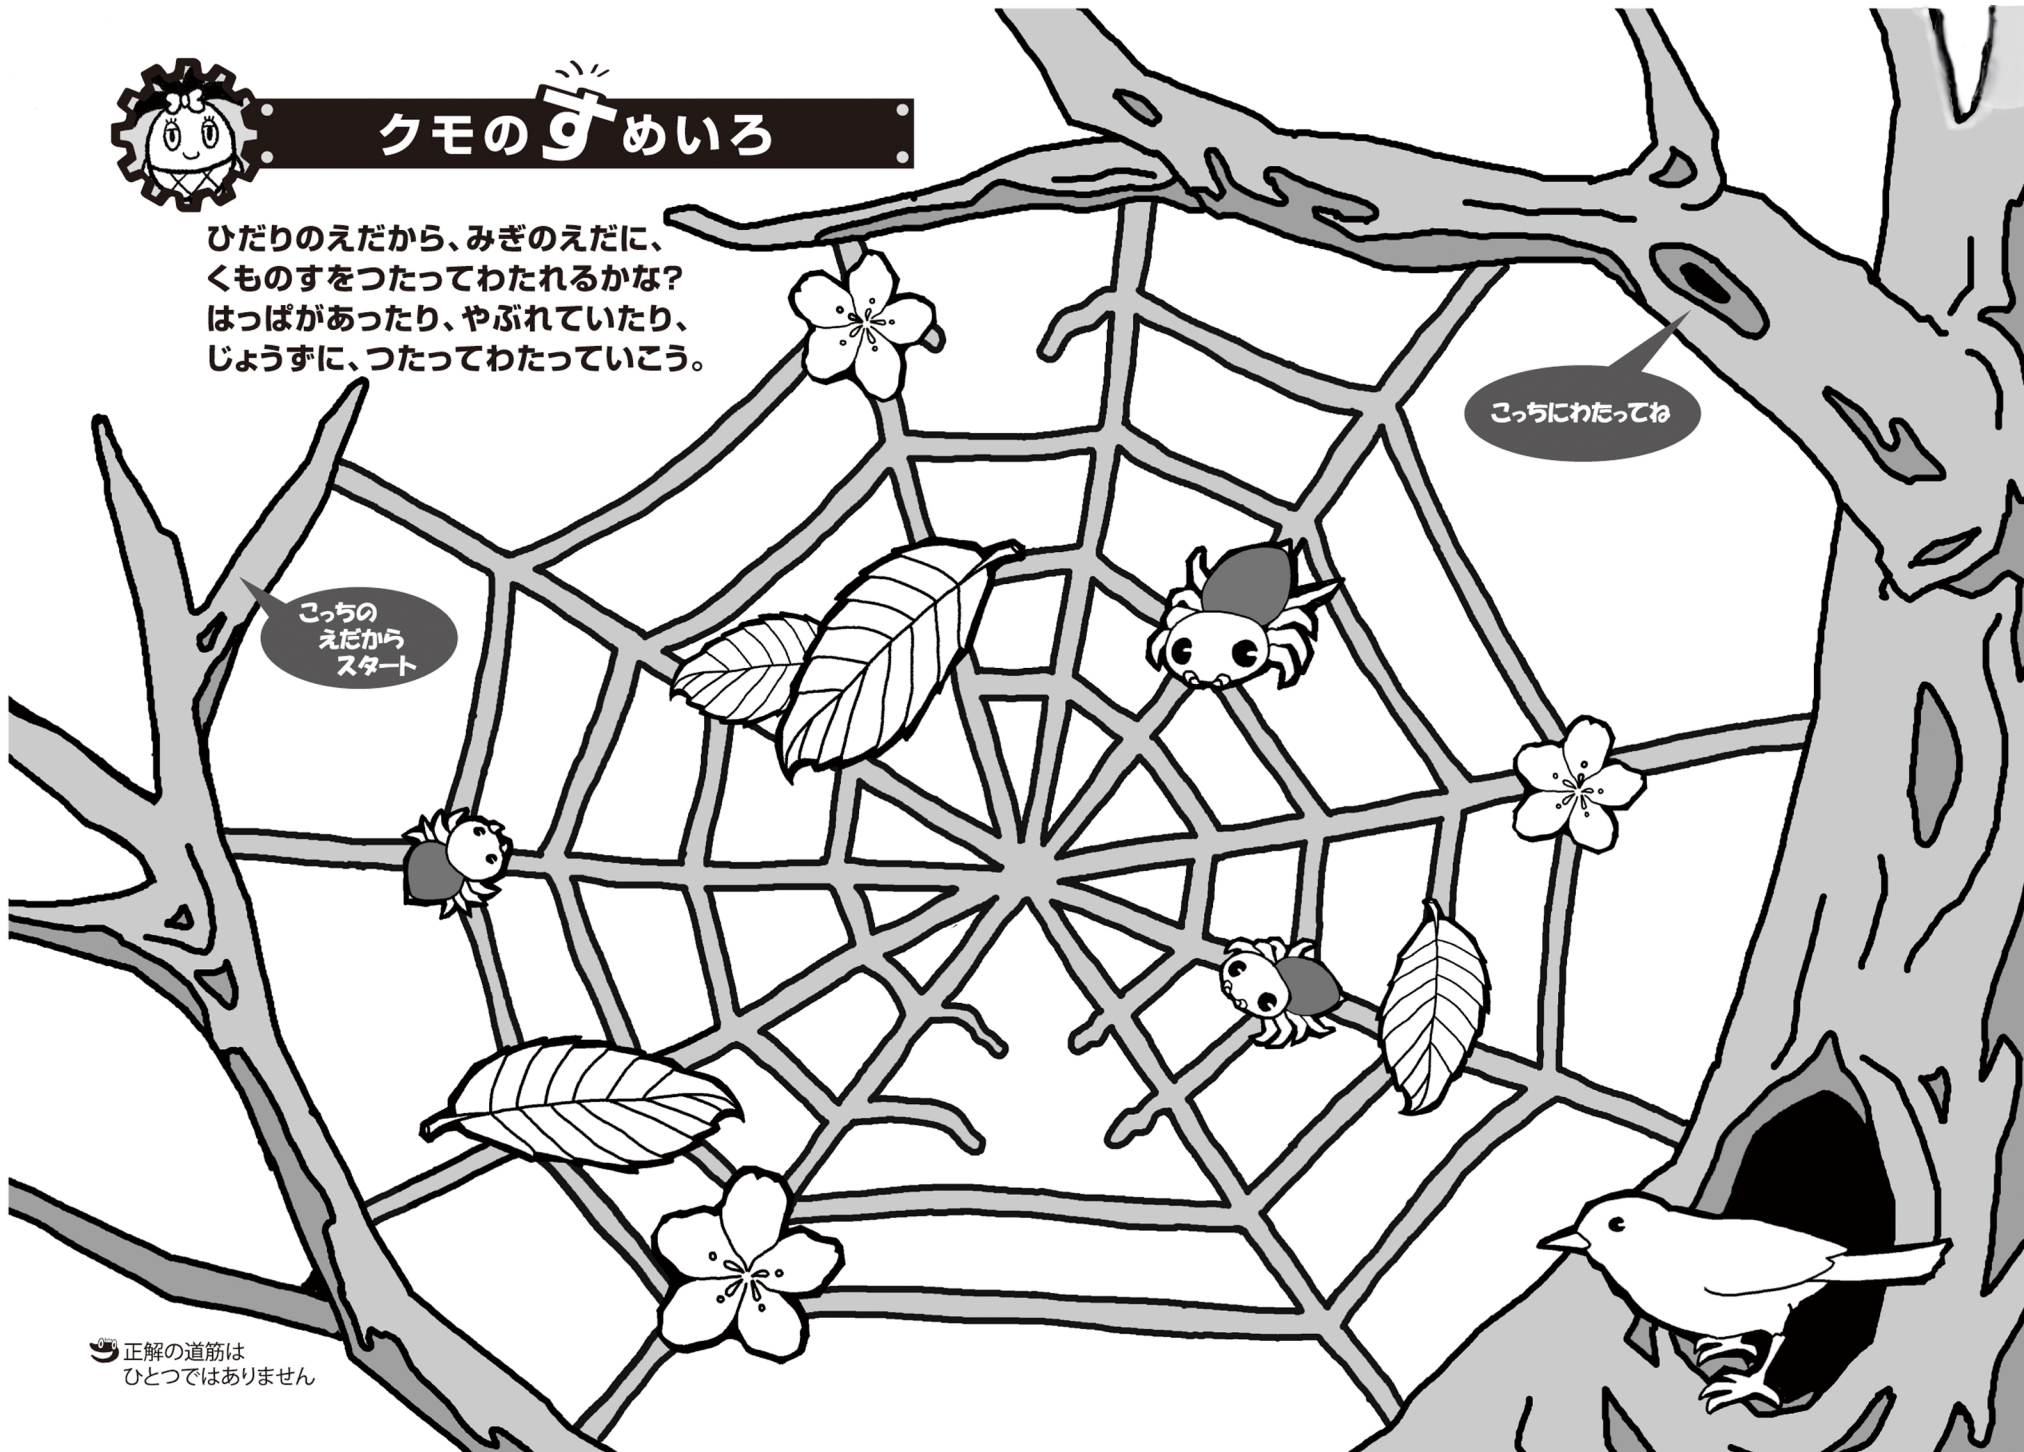 クモのすめいろ
ひだりのえだから、みぎのえだに、
くものすをつたってわたれるかな?
はっぱがあったり、やぶれていたり、
じょうずに、つたってわたっていこう。
こっちにわたってね
こっちの
えだから
スタート
正解の道筋は
ひとつではありません